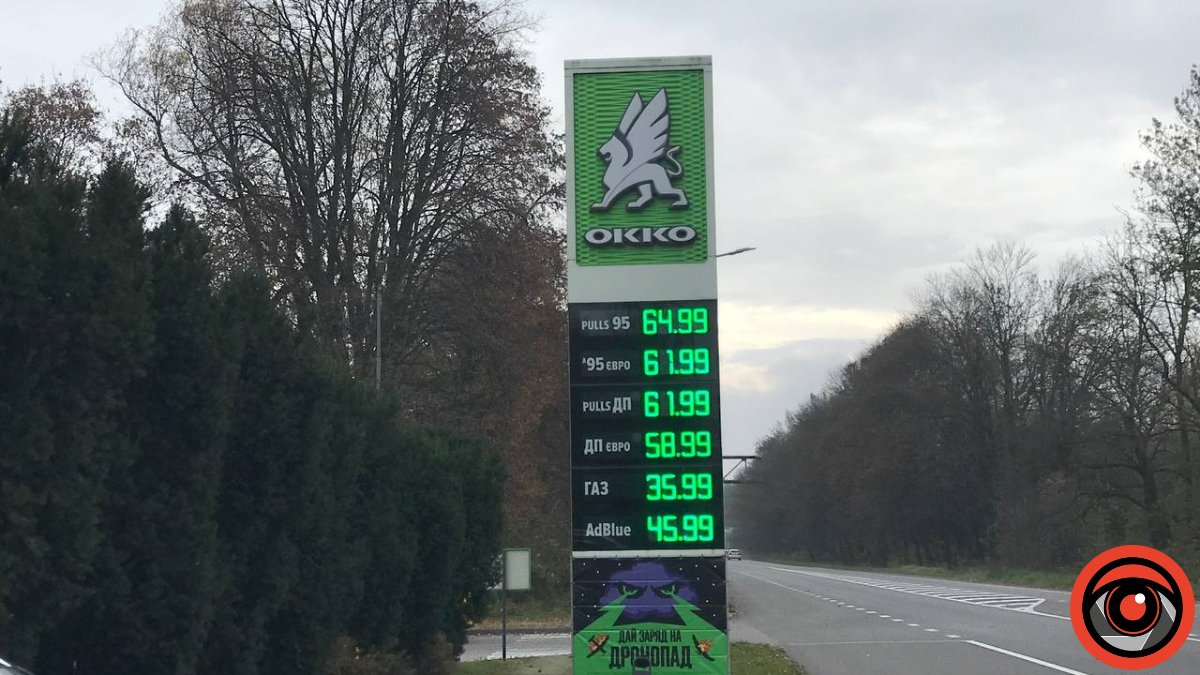 OKKO
PULLS 95 64.99
A95 ЄВРО 61.99
PULLS ДП 61.99
ДП ЄВРО 58.99
ГАЗ 35.99
AdBlue 45.99
ДАЙ ЗАРЯД НА
ДРОНОПАД